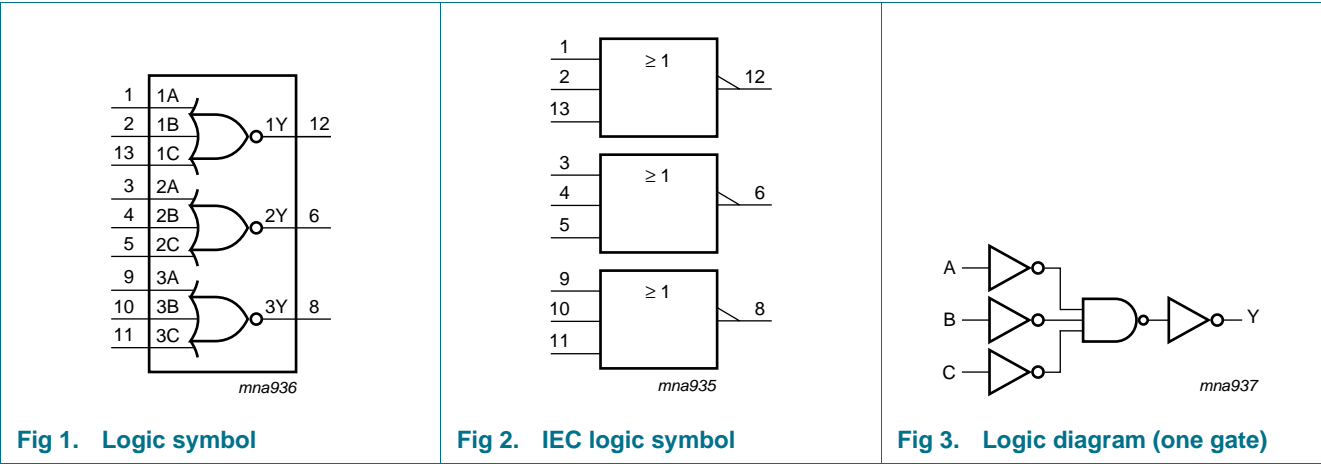 1 1A
2 1B 1Y 12
13 1C
3 2A
4 2B 2Y 6
5 2C
9 3A
10 3B 3Y 8
11 3C
mna936
Fig 1. Logic symbol
1 ≥ 1
2 12
13
3 ≥ 1
4 6
5
9 ≥ 1
10 8
11
mna935
Fig 2. IEC logic symbol
A
B Y
C
mna937
Fig 3. Logic diagram (one gate)